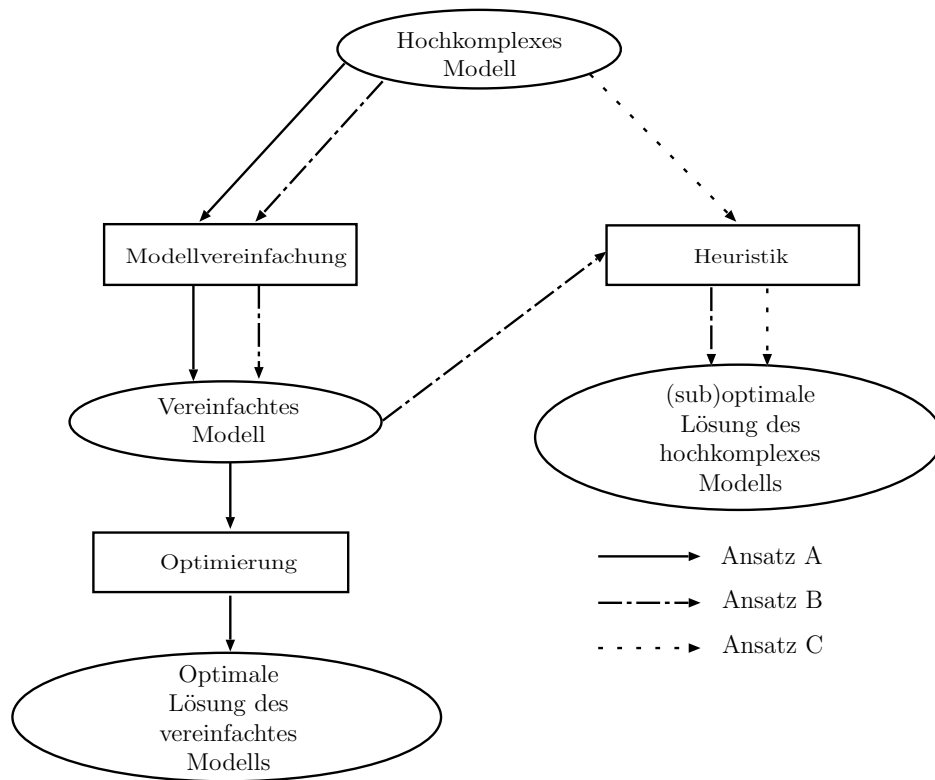 Hochkomplexes
Modell
Modellvereinfachung
Heuristik
Vereinfachtes
Modell
(sub)optimale
Lösung des
hochkomplexes
Modells
Optimierung
Ansatz A
Ansatz B
Ansatz C
Optimale
Lösung des
vereinfachtes
Modells